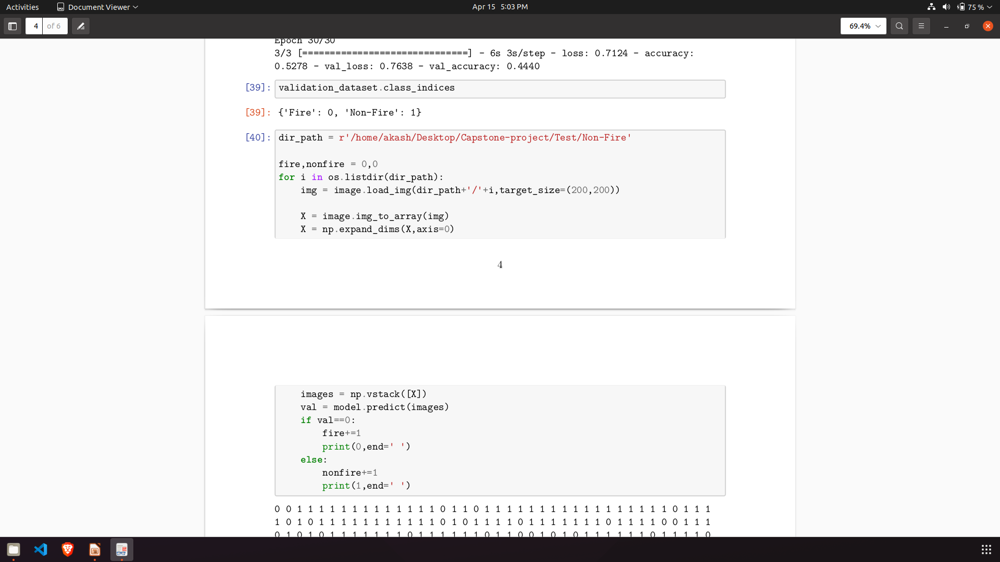 Activities Document Viewer Apr 15 5:03 PM 75 %
4 of 6 69.4%
Epoch 30/30
3/3 [==============================] - 6s 3s/step - loss: 0.7124 - accuracy:
0.5278 - val_loss: 0.7638 - val_accuracy: 0.4440
[39]: validation_dataset.class_indices
[39]: {'Fire': 0, 'Non-Fire': 1}
[40]: dir_path = r'/home/akash/Desktop/Capstone-project/Test/Non-Fire'
fire,nonfire = 0,0
for i in os.listdir(dir_path):
    img = image.load_img(dir_path+'/'+i,target_size=(200,200))
    X = image.img_to_array(img)
    X = np.expand_dims(X,axis=0)
4
    images = np.vstack([X])
    val = model.predict(images)
    if val==0:
        fire+=1
        print(0,end=' ')
    else:
        nonfire+=1
        print(1,end=' ')
0 0 1 1 1 1 1 1 1 1 1 1 1 1 1 0 1 1 0 1 1 1 1 1 1 1 1 1 1 1 1 1 1 1 1 1 0 1 1 1
1 0 1 0 1 1 1 1 1 1 1 1 1 1 1 0 1 0 1 1 1 1 0 1 1 1 1 1 1 1 0 1 1 1 1 0 0 1 1 1
0 1 0 1 0 1 1 1 1 1 1 1 0 1 1 1 1 1 1 0 1 1 0 0 1 0 1 0 1 1 1 1 1 1 0 1 1 1 1 0